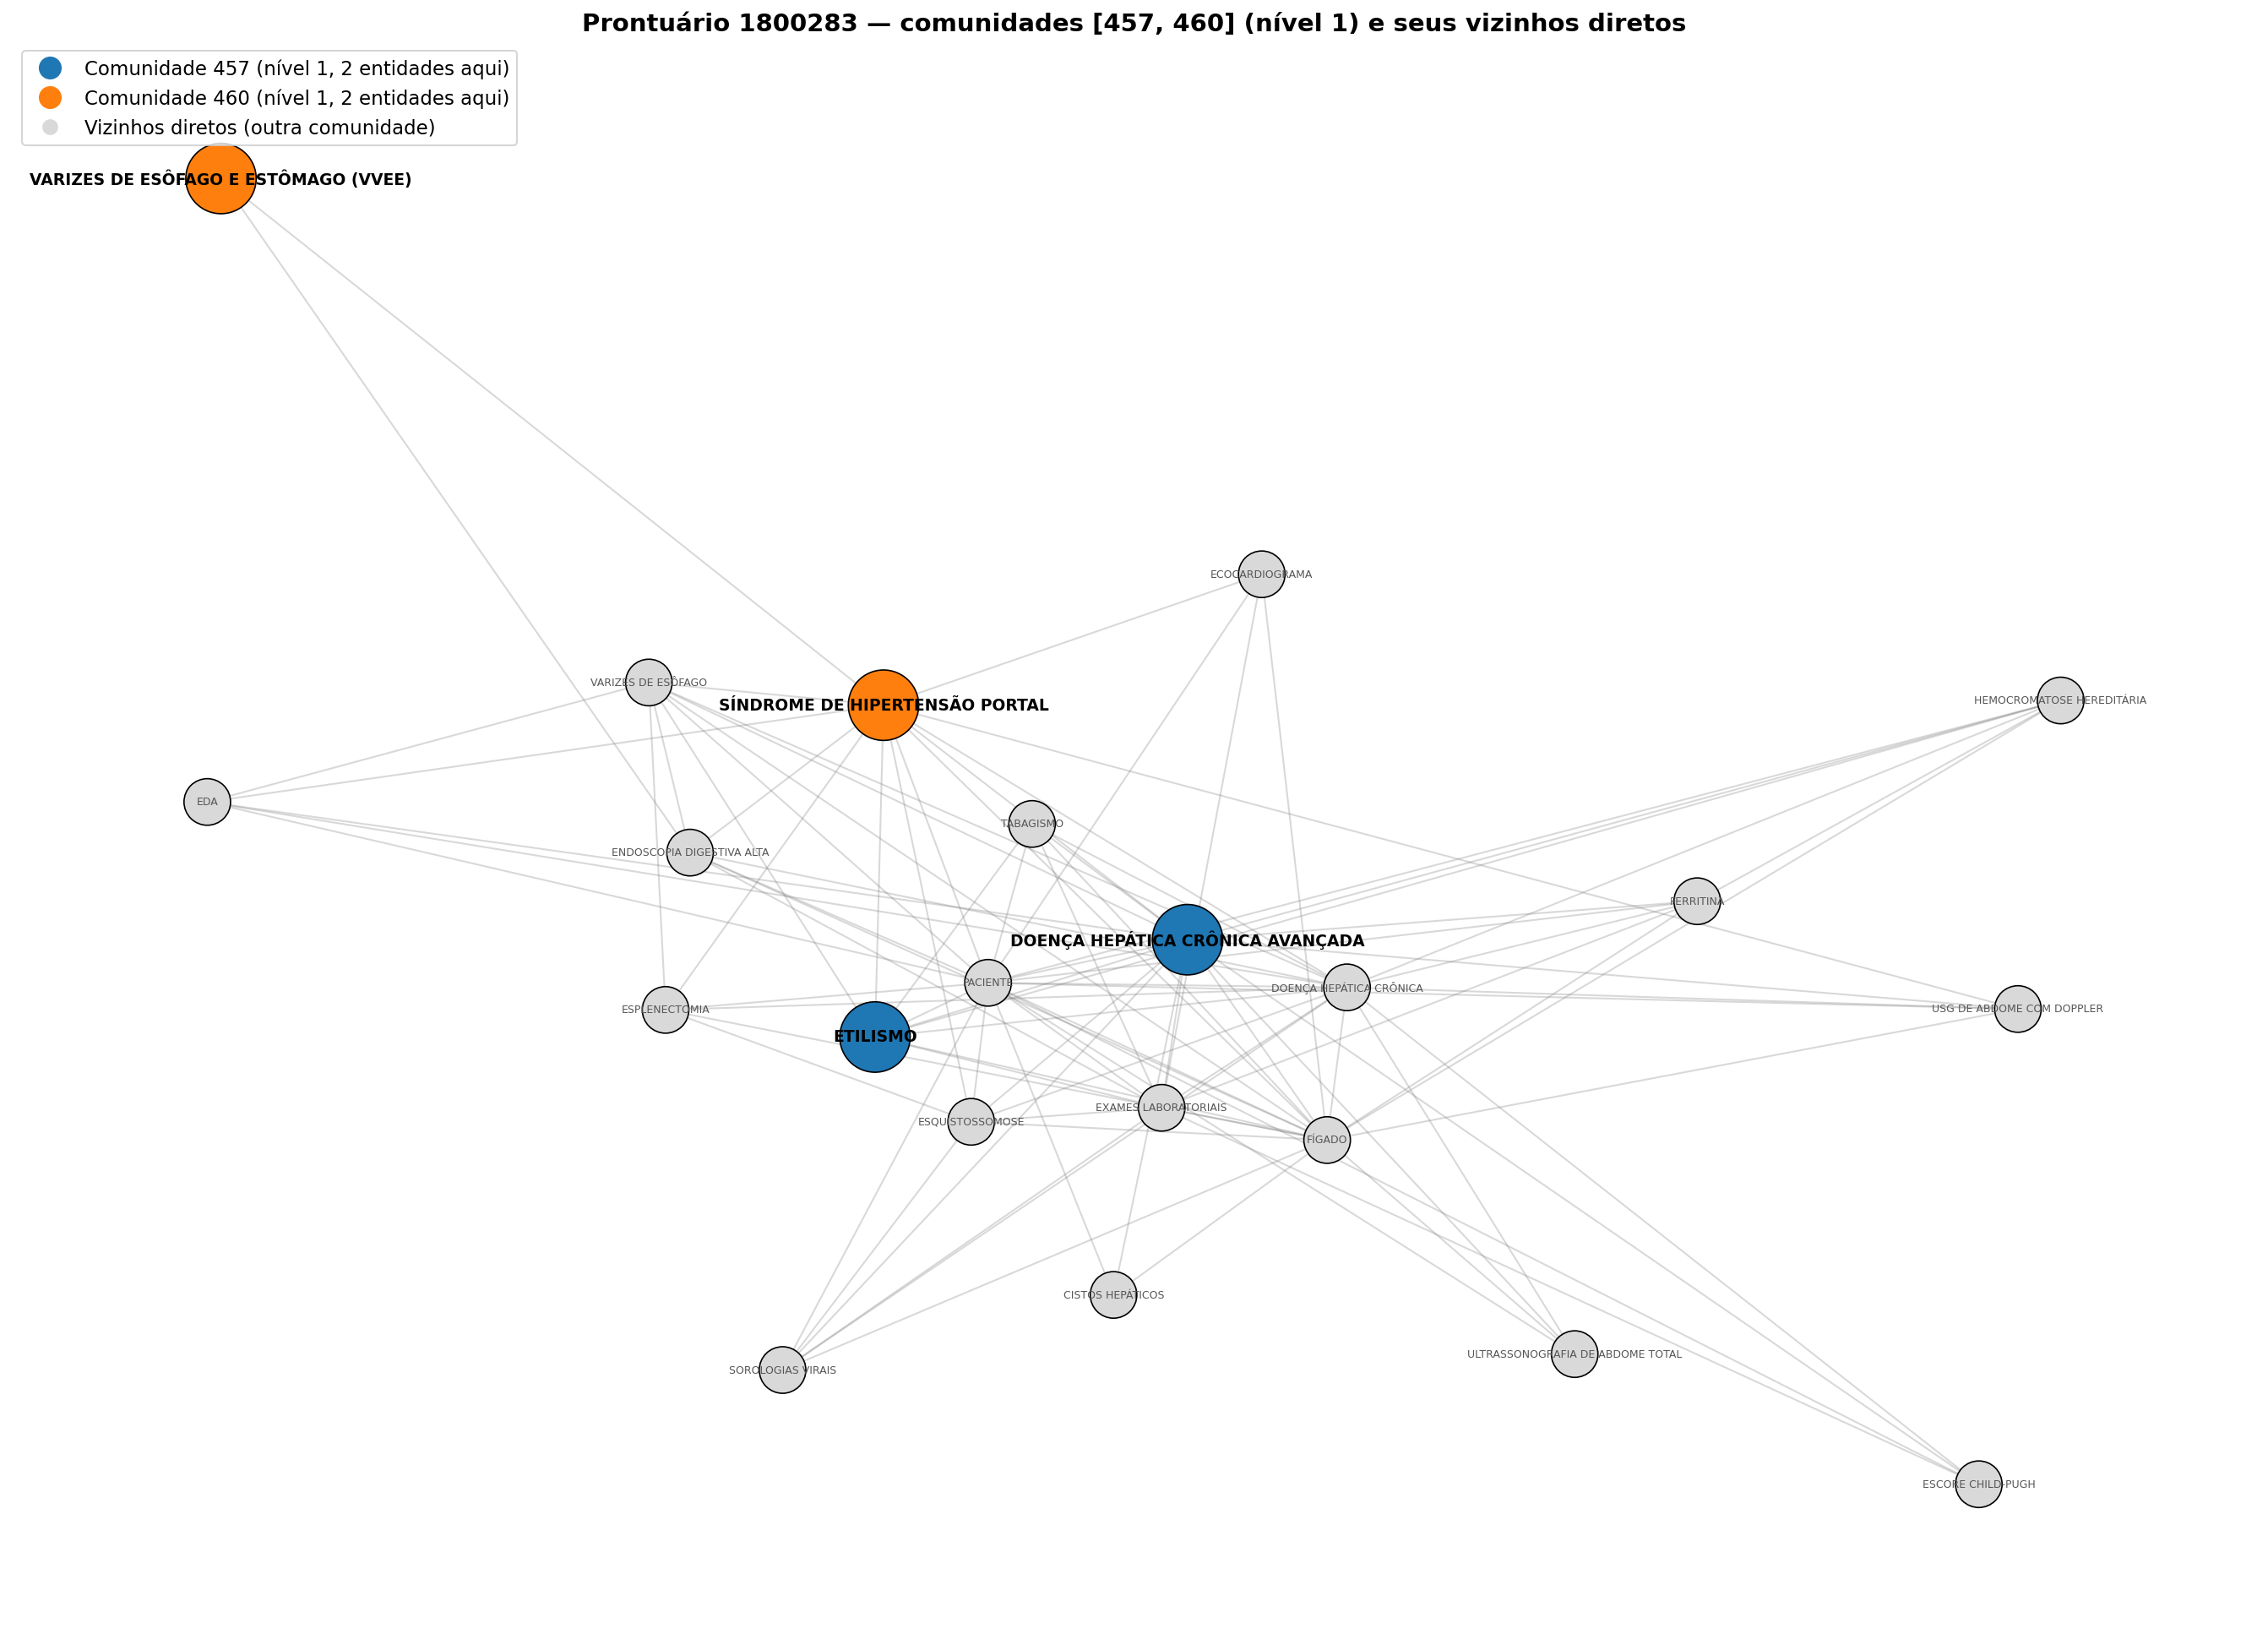 Prontuário 1800283 — comunidades [457, 460] (nível 1) e seus vizinhos diretos
Comunidade 457 (nível 1, 2 entidades aqui)
Comunidade 460 (nível 1, 2 entidades aqui)
Vizinhos diretos (outra comunidade)
VARIZES DE ESÔFAGO E ESTÔMAGO (VVEE)
ECOCARDIOGRAMA
VARIZES DE ESÔFAGO
SÍNDROME DE HIPERTENSÃO PORTAL
HEMOCROMATOSE HEREDITÁRIA
EDA
TABAGISMO
ENDOSCOPIA DIGESTIVA ALTA
FERRITINA
DOENÇA HEPÁTICA CRÔNICA AVANÇADA
PACIENTE
DOENÇA HEPÁTICA CRÔNICA
ESPLENECTOMIA
USG DE ABDOME COM DOPPLER
ETILISMO
EXAMES LABORATORIAIS
ESQUISTOSSOMOSE
FÍGADO
CISTOS HEPÁTICOS
ULTRASSONOGRAFIA DE ABDOME TOTAL
SOROLOGIAS VIRAIS
ESCORE CHILD-PUGH